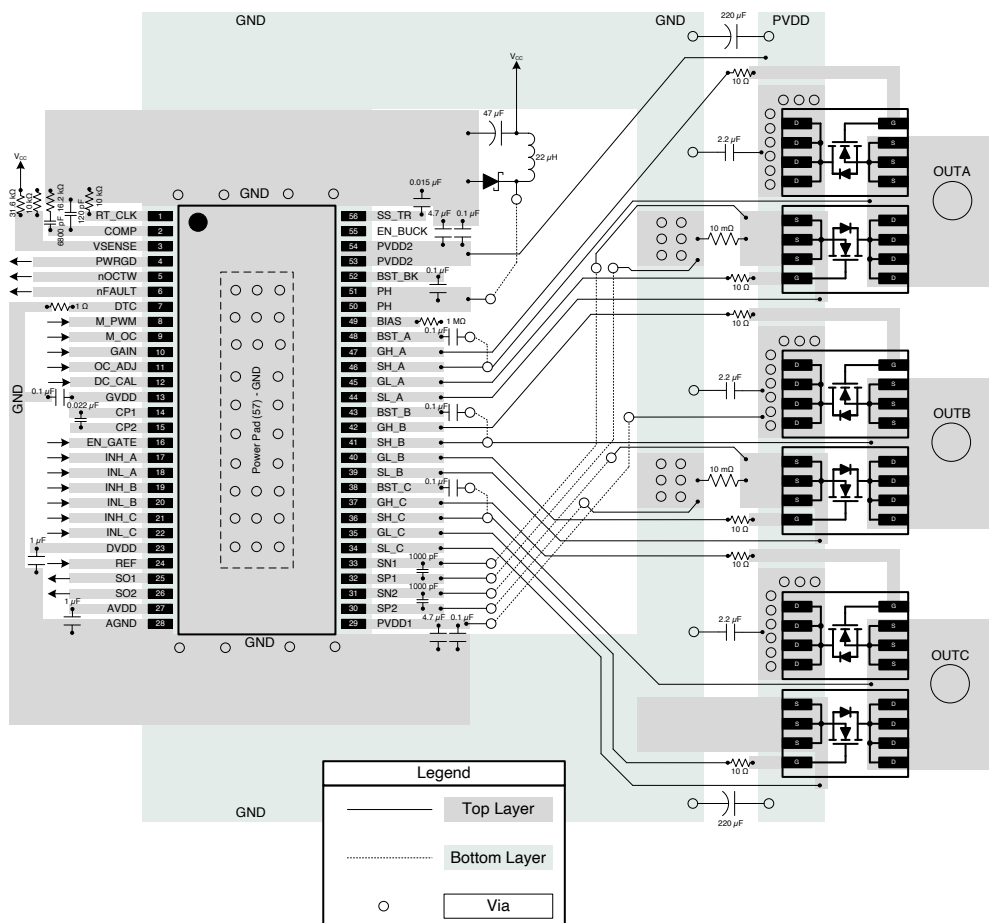 GND
GND
PVDD
220 µF
10 Ω
D
D
D
D
G
S
S
S
2.2 µF
OUTA
S
S
S
G
D
D
D
D
10 mΩ
10 Ω
VCC
47 µF
22 µH
0.015 µF
4.7 µF
0.1 µF
0.1 µF
1 MΩ
0.1 µF
0.1 µF
0.1 µF
1000 pF
1000 pF
4.7 µF
0.1 µF
VCC
31.6 kΩ
10 kΩ
16.2 kΩ
6800 pF
120 pF
10 kΩ
1 Ω
GND
0.1 µF
0.022 µF
1 µF
1 µF
GND
RT_CLK 1
COMP 2
VSENSE 3
PWRGD 4
nOCTW 5
nFAULT 6
DTC 7
M_PWM 8
M_OC 9
GAIN 10
OC_ADJ 11
DC_CAL 12
GVDD 13
CP1 14
CP2 15
EN_GATE 16
INH_A 17
INL_A 18
INH_B 19
INL_B 20
INH_C 21
INL_C 22
DVDD 23
REF 24
SO1 25
SO2 26
AVDD 27
AGND 28
Power Pad (57) - GND
56 SS_TR
55 EN_BUCK
54 PVDD2
53 PVDD2
52 BST_BK
51 PH
50 PH
49 BIAS
48 BST_A
47 GH_A
46 SH_A
45 GL_A
44 SL_A
43 BST_B
42 GH_B
41 SH_B
40 GL_B
39 SL_B
38 BST_C
37 GH_C
36 SH_C
35 GL_C
34 SL_C
33 SN1
32 SP1
31 SN2
30 SP2
29 PVDD1
GND
10 Ω
D
D
D
D
G
S
S
S
2.2 µF
OUTB
S
S
S
G
D
D
D
D
10 mΩ
10 Ω
10 Ω
D
D
D
D
G
S
S
S
2.2 µF
OUTC
S
S
S
G
D
D
D
D
10 Ω
220 µF
GND
Legend
Top Layer
Bottom Layer
Via